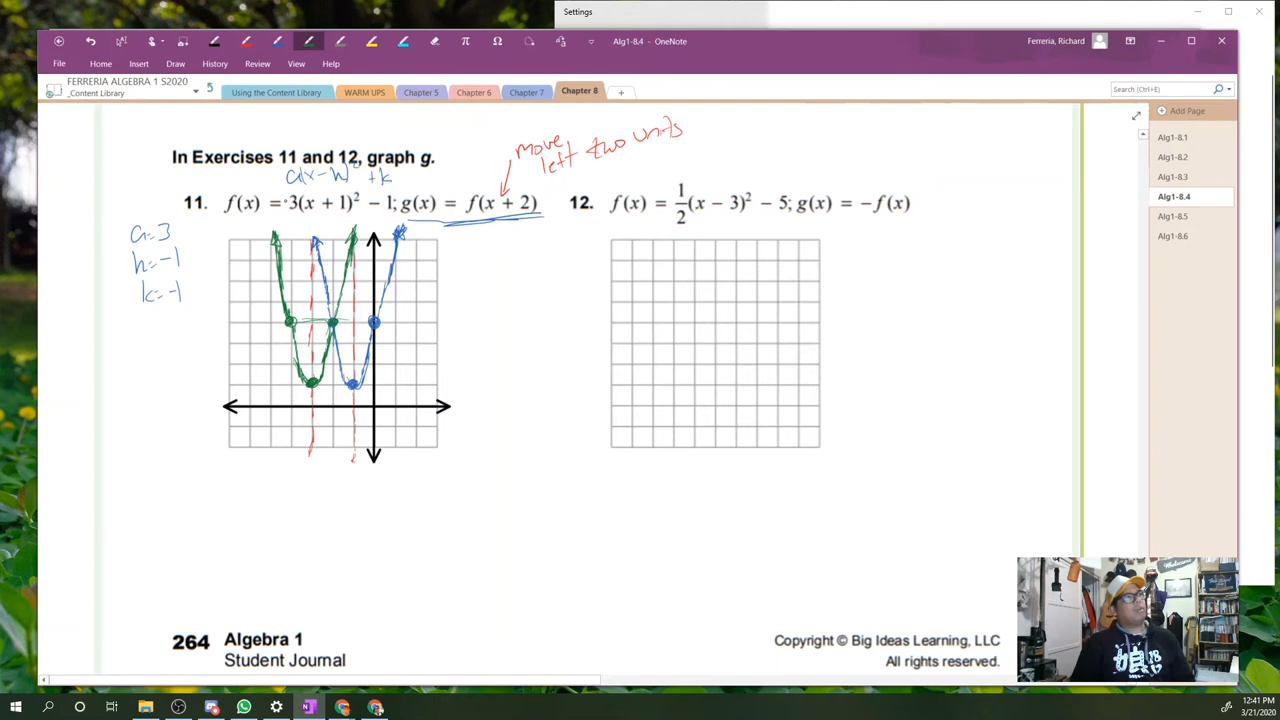 Settings
Alg1-8.4 - OneNote
Ferreria, Richard
File Home Insert Draw History Review View Help
FERRERIA ALGEBRA 1 S2020
_Content Library
5
Using the Content Library WARM UPS Chapter 5 Chapter 6 Chapter 7 Chapter 8 +
Search (Ctrl+E)
Add Page
Alg1-8.1
Alg1-8.2
Alg1-8.3
Alg1-8.4
Alg1-8.5
Alg1-8.6
In Exercises 11 and 12, graph g.
move left two units
a(x-h)² + k
11. f(x) = 3(x + 1)² − 1; g(x) = f(x + 2)
12. f(x) = 1/2(x − 3)² − 5; g(x) = −f(x)
a=3
h=-1
k=-1
264 Algebra 1
Student Journal
Copyright © Big Ideas Learning, LLC
All rights reserved.
12:41 PM
3/21/2020